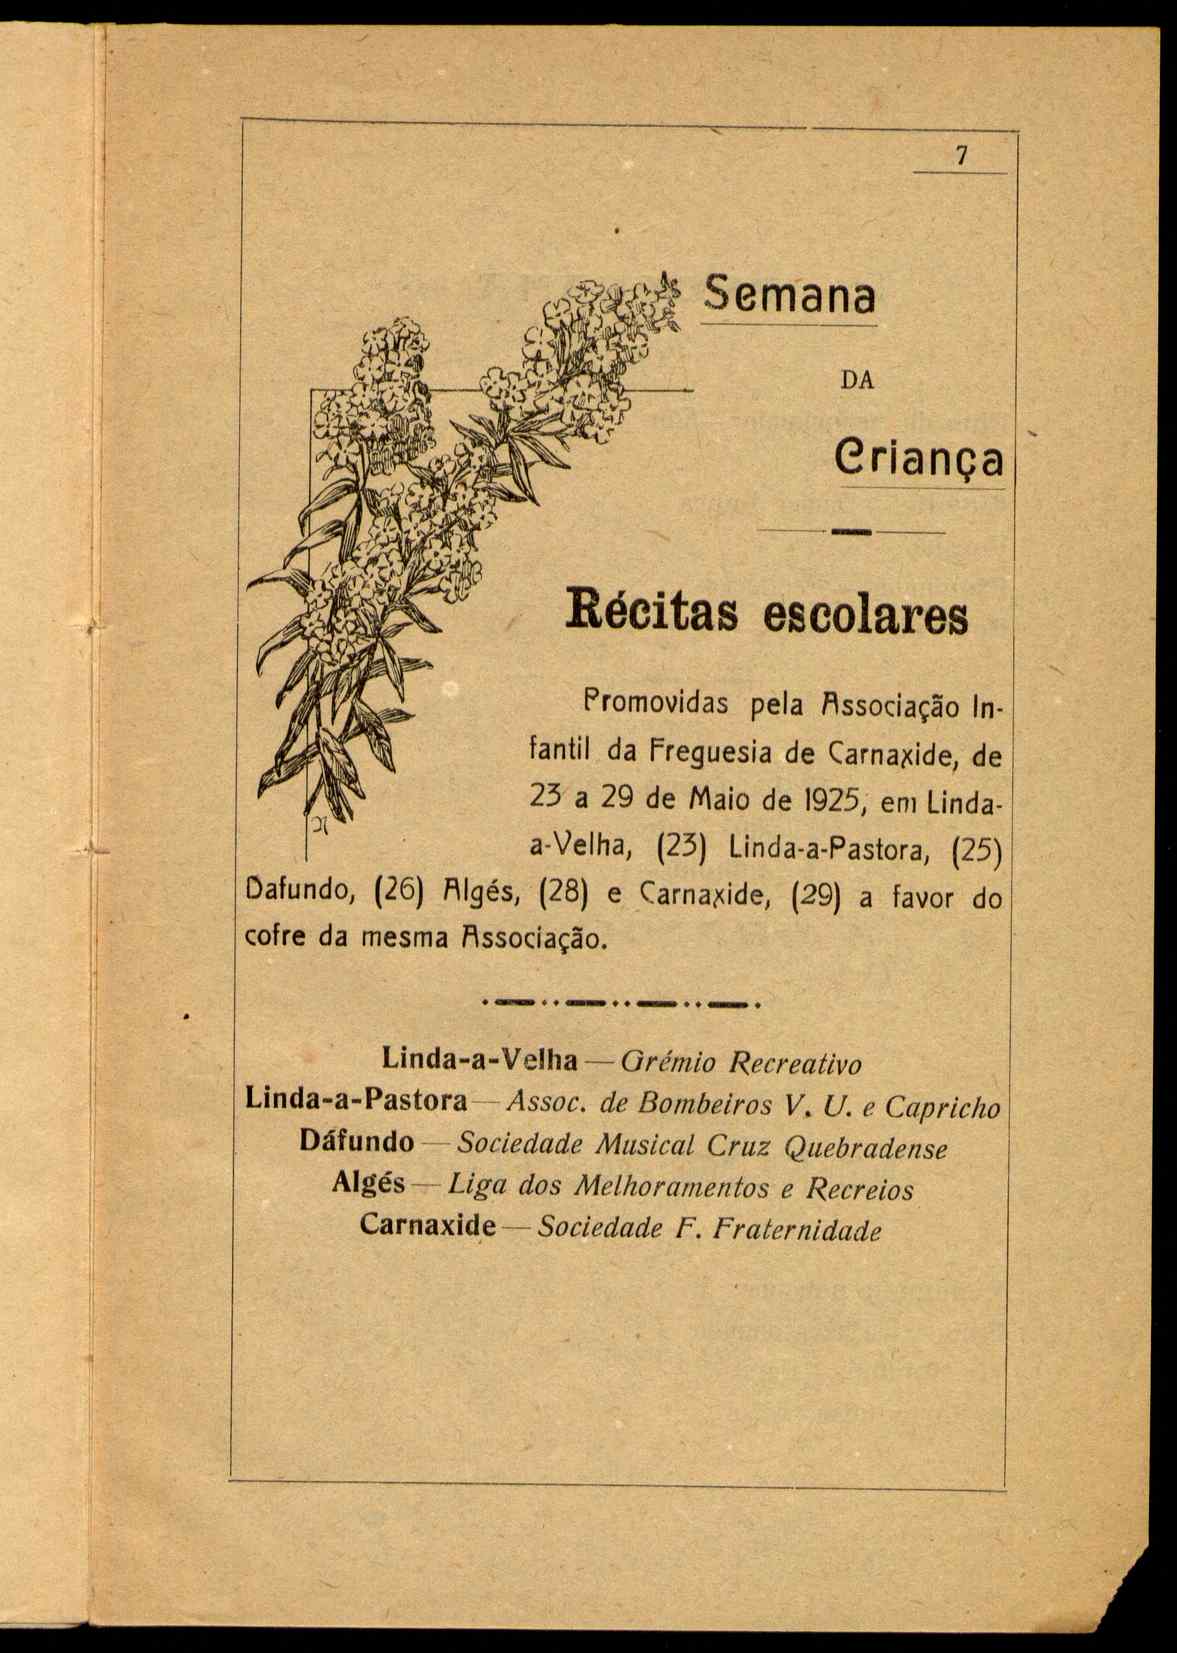 7
Semana
DA
Criança
Récitas escolares
Promovidas pela Associação In-
fantil da Freguesia de Carnaxide, de
23 a 29 de Maio de 1925, em Linda-
a-Velha, (23) Linda-a-Pastora, (25)
Dafundo, (26) Algés, (28) e Carnaxide, (29) a favor do
cofre da mesma Associação.
Linda-a-Velha — Grémio Recreativo
Linda-a-Pastora — Assoc. de Bombeiros V. U. e Capricho
Dáfundo — Sociedade Musical Cruz Quebradense
Algés — Liga dos Melhoramentos e Recreios
Carnaxide — Sociedade F. Fraternidade